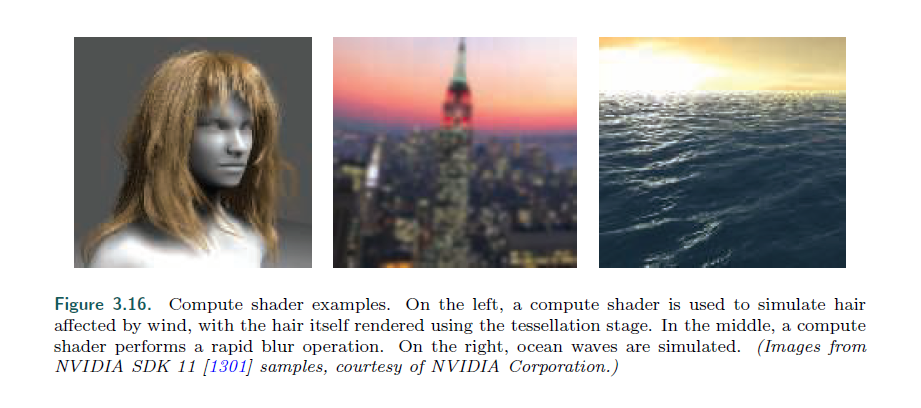 Figure 3.16. Compute shader examples. On the left, a compute shader is used to simulate hair
affected by wind, with the hair itself rendered using the tessellation stage. In the middle, a compute
shader performs a rapid blur operation. On the right, ocean waves are simulated. (Images from
NVIDIA SDK 11 [1301] samples, courtesy of NVIDIA Corporation.)